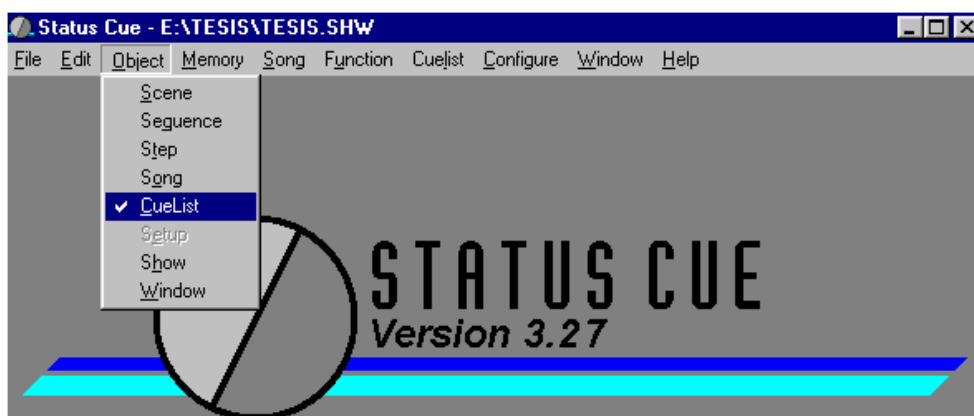 Status Cue - E:\TESIS\TESIS.SHW
File Edit Object Memory Song Function Cuelist Configure Window Help
Scene
Sequence
Step
Song
✓ CueList
Setup
Show
Window
STATUS CUE
Version 3.27